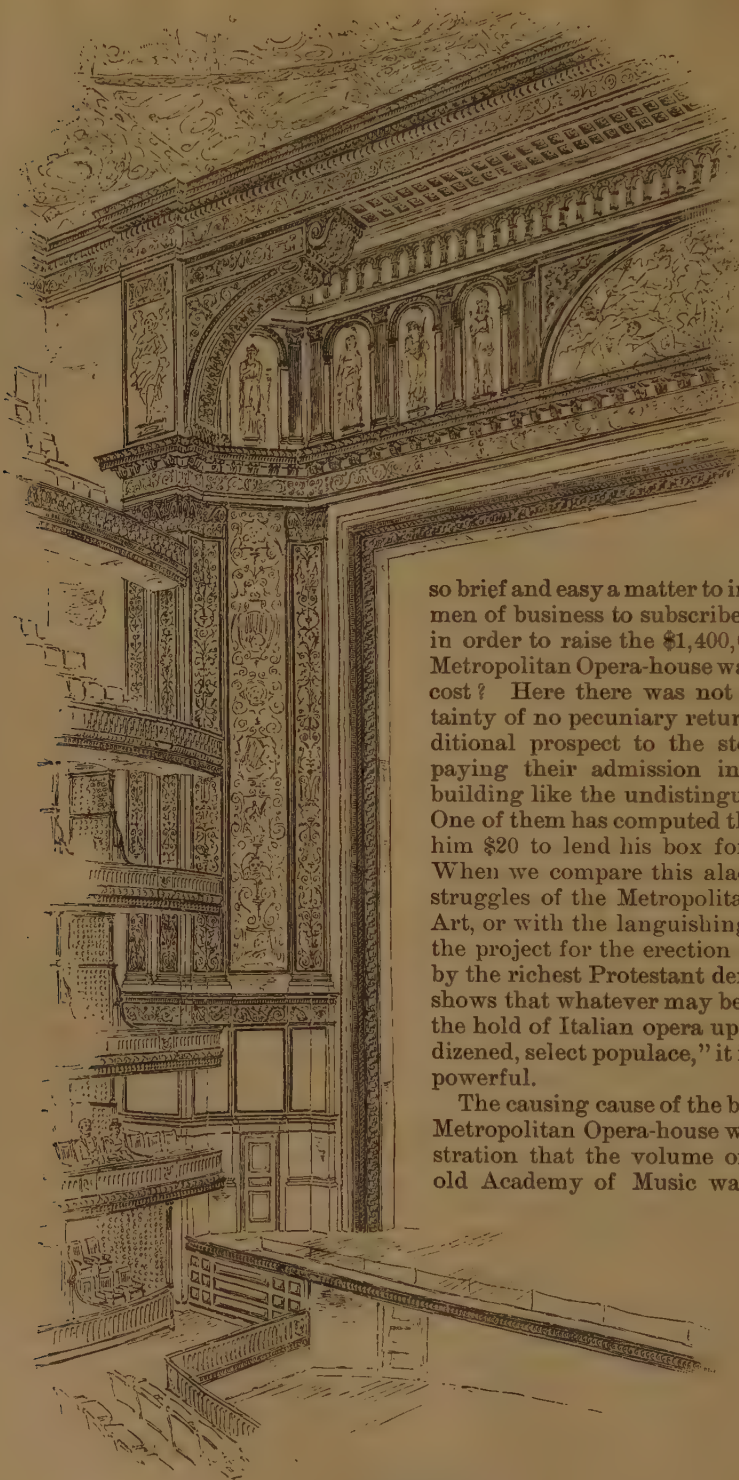 so brief and easy a matter to in
men of business to subscribe
in order to raise the $1,400,
Metropolitan Opera-house wa
cost? Here there was not
tainty of no pecuniary retur
ditional prospect to the st
paying their admission in
building like the undistingu
One of them has computed t
him $20 to lend his box for
When we compare this ala
struggles of the Metropolita
Art, or with the languishing
the project for the erection
by the richest Protestant de
shows that whatever may be
the hold of Italian opera up
dizened, select populace," it
powerful.
The causing cause of the b
Metropolitan Opera-house w
stration that the volume o
old Academy of Music wa